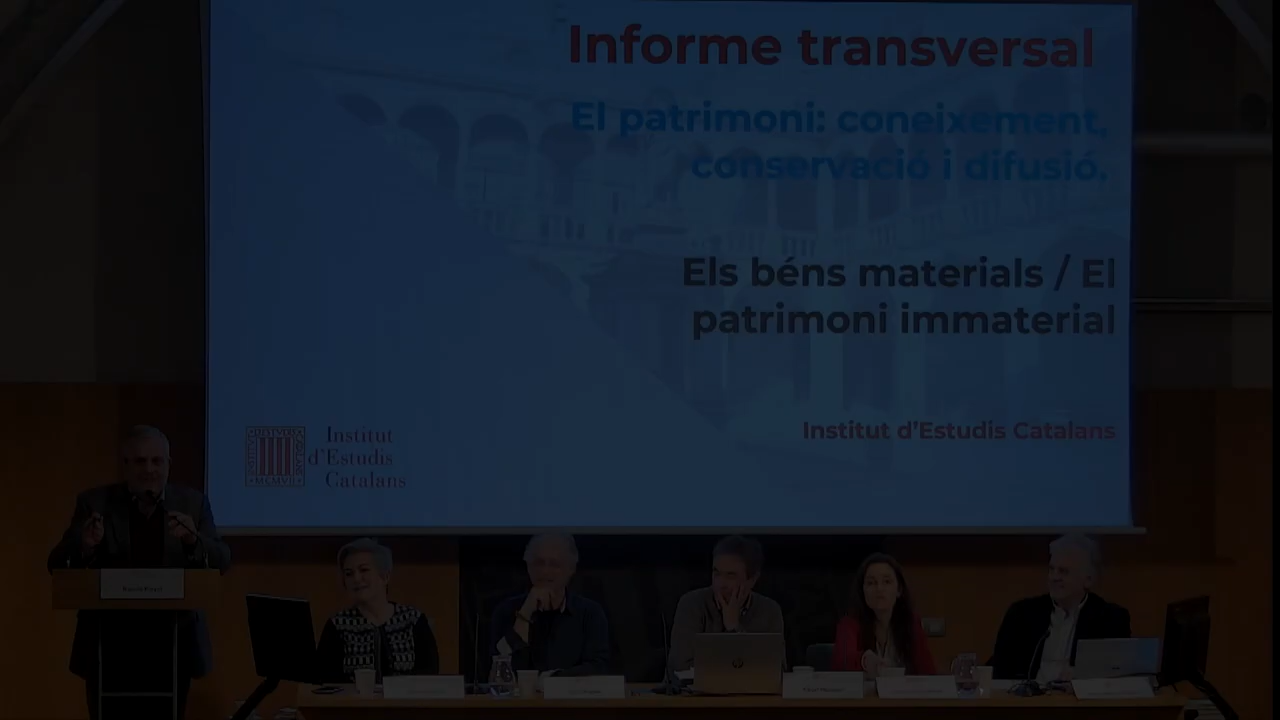 Informe transversal
El patrimoni: coneixement,
conservació i difusió.
Els béns materials / El
patrimoni immaterial
Institut d'Estudis Catalans
Institut
d'Estudis
Catalans
MCMVII